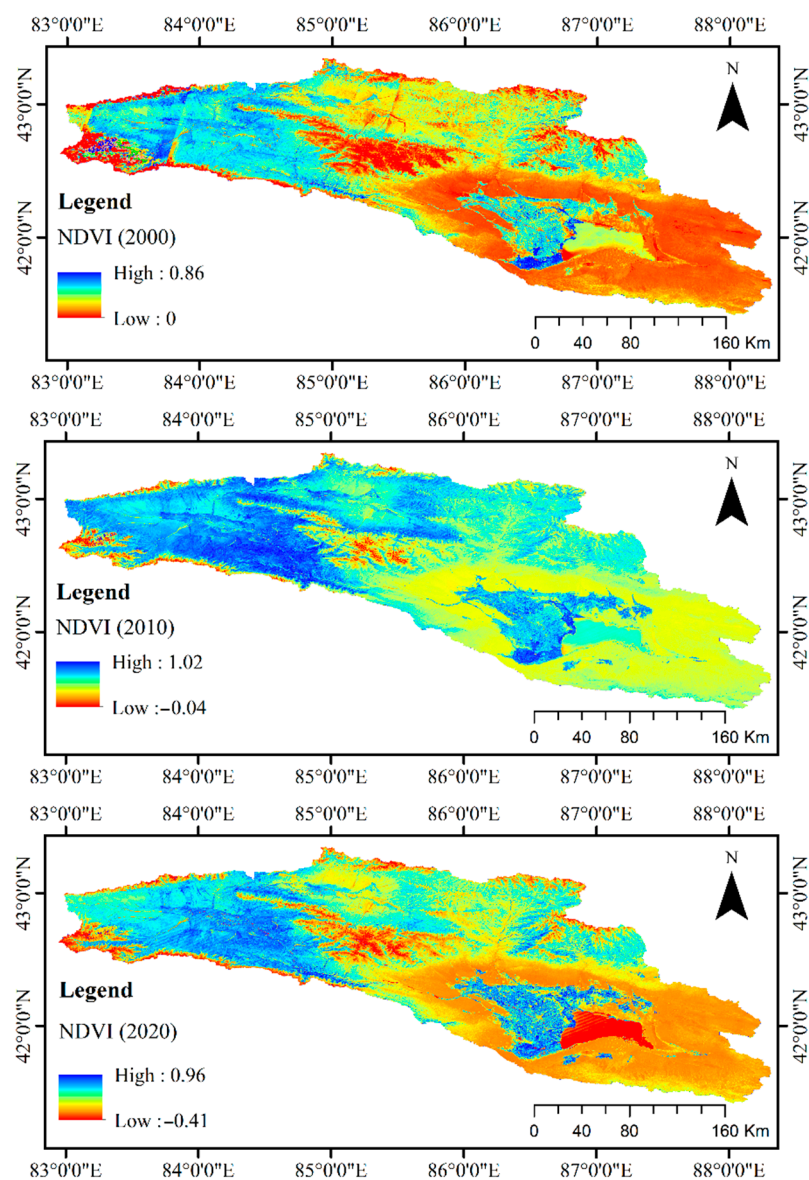 83°0'0"E 84°0'0"E 85°0'0"E 86°0'0"E 87°0'0"E 88°0'0"E
N
43°0'0"N 43°0'0"N
Legend
NDVI (2000)
42°0'0"N 42°0'0"N
High : 0.86
Low : 0
0 40 80 160 Km
83°0'0"E 84°0'0"E 85°0'0"E 86°0'0"E 87°0'0"E 88°0'0"E
83°0'0"E 84°0'0"E 85°0'0"E 86°0'0"E 87°0'0"E 88°0'0"E
N
43°0'0"N 43°0'0"N
Legend
NDVI (2010)
42°0'0"N 42°0'0"N
High : 1.02
Low :−0.04
0 40 80 160 Km
83°0'0"E 84°0'0"E 85°0'0"E 86°0'0"E 87°0'0"E 88°0'0"E
83°0'0"E 84°0'0"E 85°0'0"E 86°0'0"E 87°0'0"E 88°0'0"E
N
43°0'0"N 43°0'0"N
Legend
NDVI (2020)
42°0'0"N 42°0'0"N
High : 0.96
Low :−0.41
0 40 80 160 Km
83°0'0"E 84°0'0"E 85°0'0"E 86°0'0"E 87°0'0"E 88°0'0"E